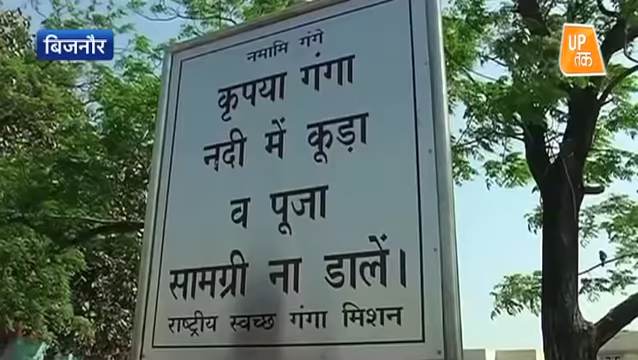 बिजनौर
UP
तक
नमामि गंगे
कृपया गंगा
नदी में कूड़ा
व पूजा
सामग्री ना डालें।
राष्ट्रीय स्वच्छ गंगा मिशन